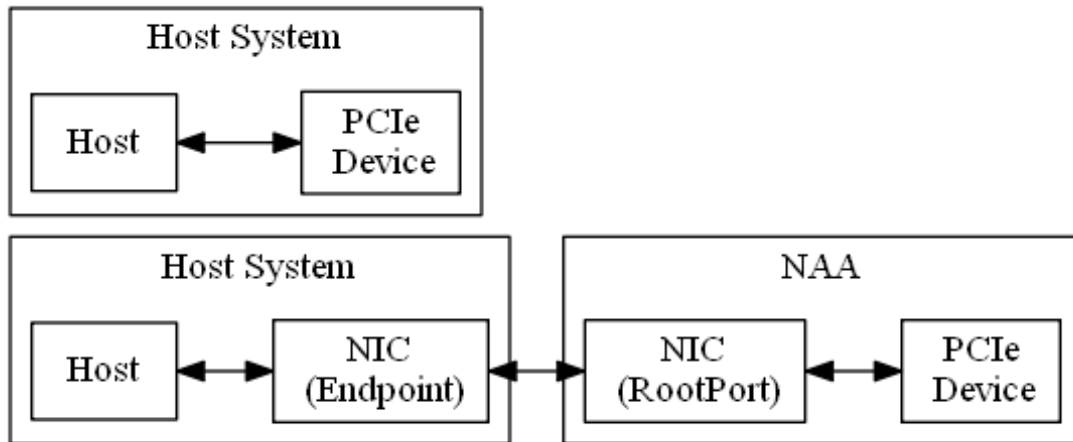 Host System
Host
PCIe
Device
Host System
NAA
Host
NIC
(Endpoint)
NIC
(RootPort)
PCIe
Device